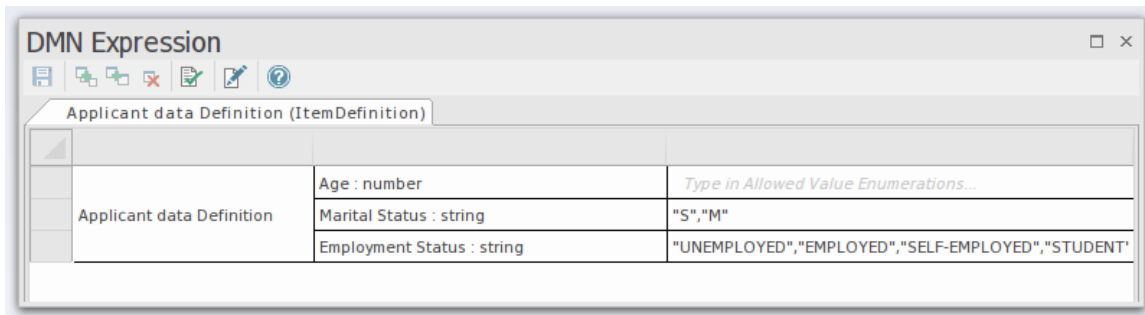 DMN Expression
Applicant data Definition (ItemDefinition)
Applicant data Definition
Age : number
Type in Allowed Value Enumerations...
Marital Status : string
"S","M"
Employment Status : string
"UNEMPLOYED","EMPLOYED","SELF-EMPLOYED","STUDENT"